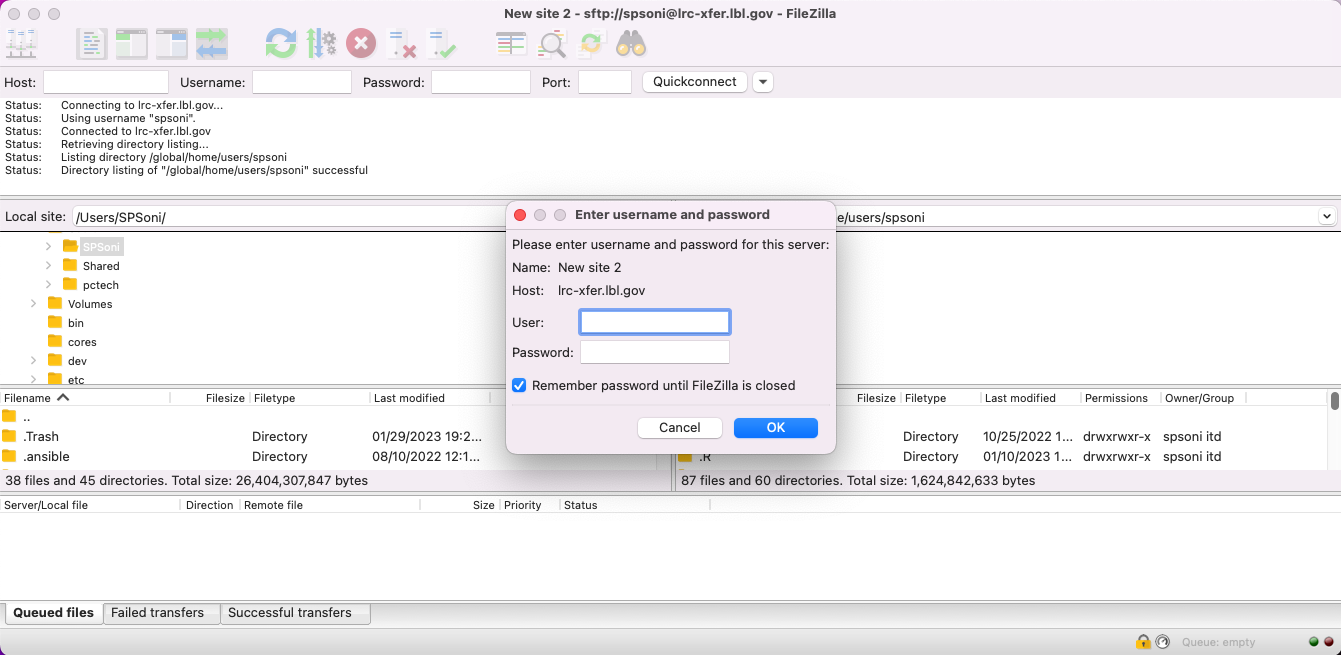 New site 2 - sftp://spsoni@lrc-xfer.lbl.gov - FileZilla
Host: Username: Password: Port: Quickconnect
Status: Connecting to lrc-xfer.lbl.gov...
Status: Using username "spsoni".
Status: Connected to lrc-xfer.lbl.gov
Status: Retrieving directory listing...
Status: Listing directory /global/home/users/spsoni
Status: Directory listing of "/global/home/users/spsoni" successful
Local site: /Users/SPSoni/
e/users/spsoni
SPSoni
Shared
pctech
Volumes
bin
cores
dev
etc
Enter username and password
Please enter username and password for this server:
Name: New site 2
Host: lrc-xfer.lbl.gov
User:
Password:
Remember password until FileZilla is closed
Cancel OK
Filename Filesize Filetype Last modified
..
.Trash Directory 01/29/2023 19:2...
.ansible Directory 08/10/2022 12:1...
38 files and 45 directories. Total size: 26,404,307,847 bytes
Filesize Filetype Last modified Permissions Owner/Group
Directory 10/25/2022 1... drwxrwxr-x spsoni itd
.R Directory 01/10/2023 1... drwxrwxr-x spsoni itd
87 files and 60 directories. Total size: 1,624,842,633 bytes
Server/Local file Direction Remote file Size Priority Status
Queued files Failed transfers Successful transfers
Queue: empty